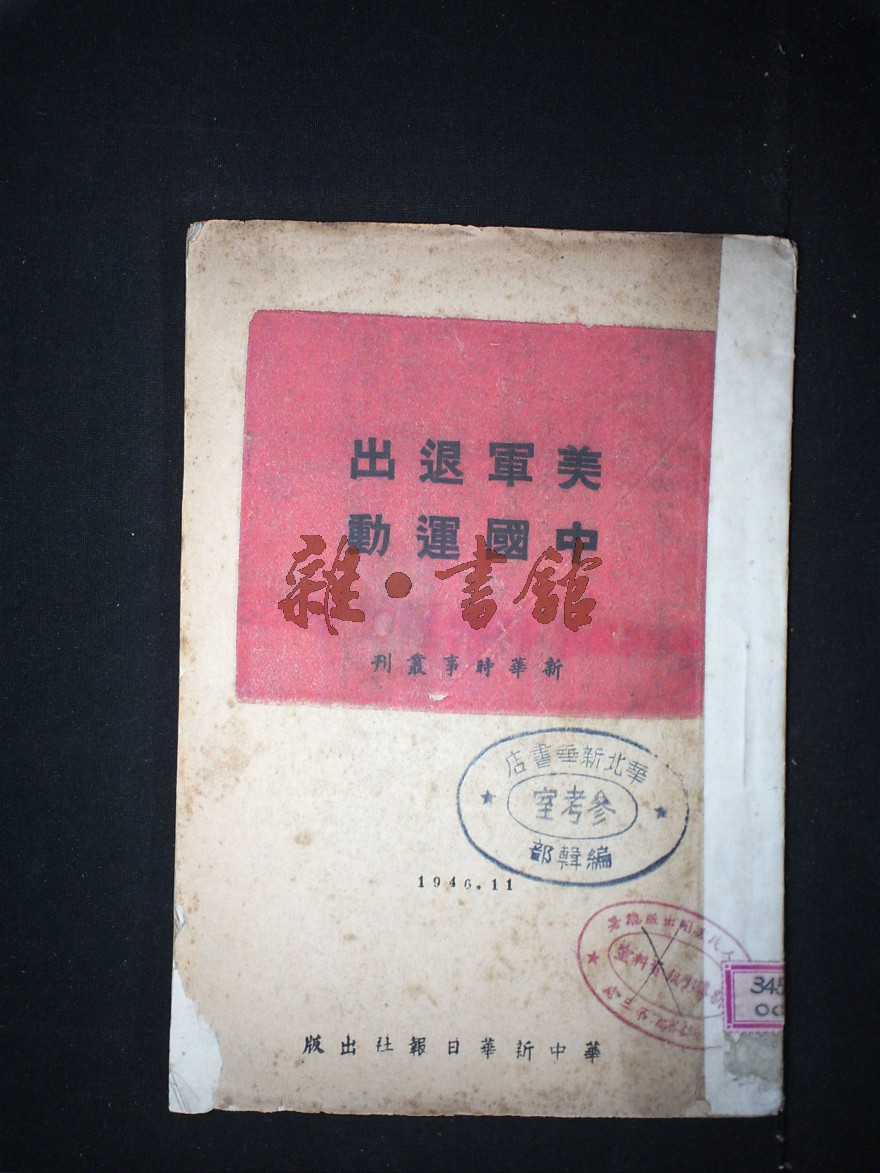 美軍退出
中國運動
雜·書舘
新華時事叢刊
華北新華書店
參考室
編輯部
1946.11
345
華中新華日報社出版